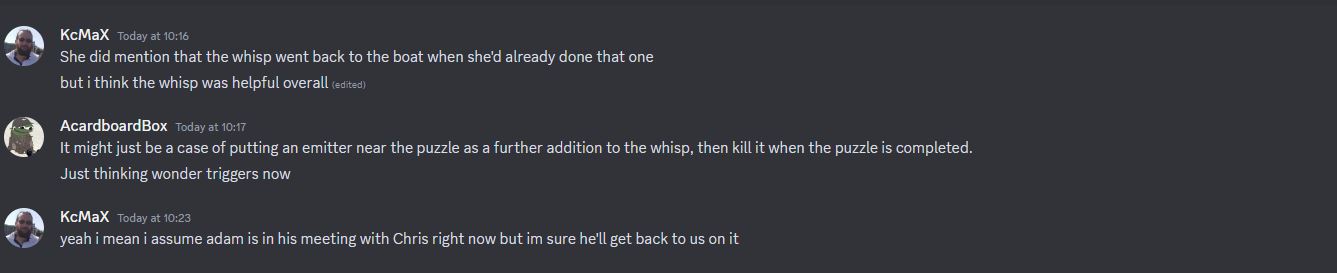 KcMaX Today at 10:16
She did mention that the whisp went back to the boat when she'd already done that one
but i think the whisp was helpful overall (edited)
AcardboardBox Today at 10:17
It might just be a case of putting an emitter near the puzzle as a further addition to the whisp, then kill it when the puzzle is completed.
Just thinking wonder triggers now
KcMaX Today at 10:23
yeah i mean i assume adam is in his meeting with Chris right now but im sure he'll get back to us on it